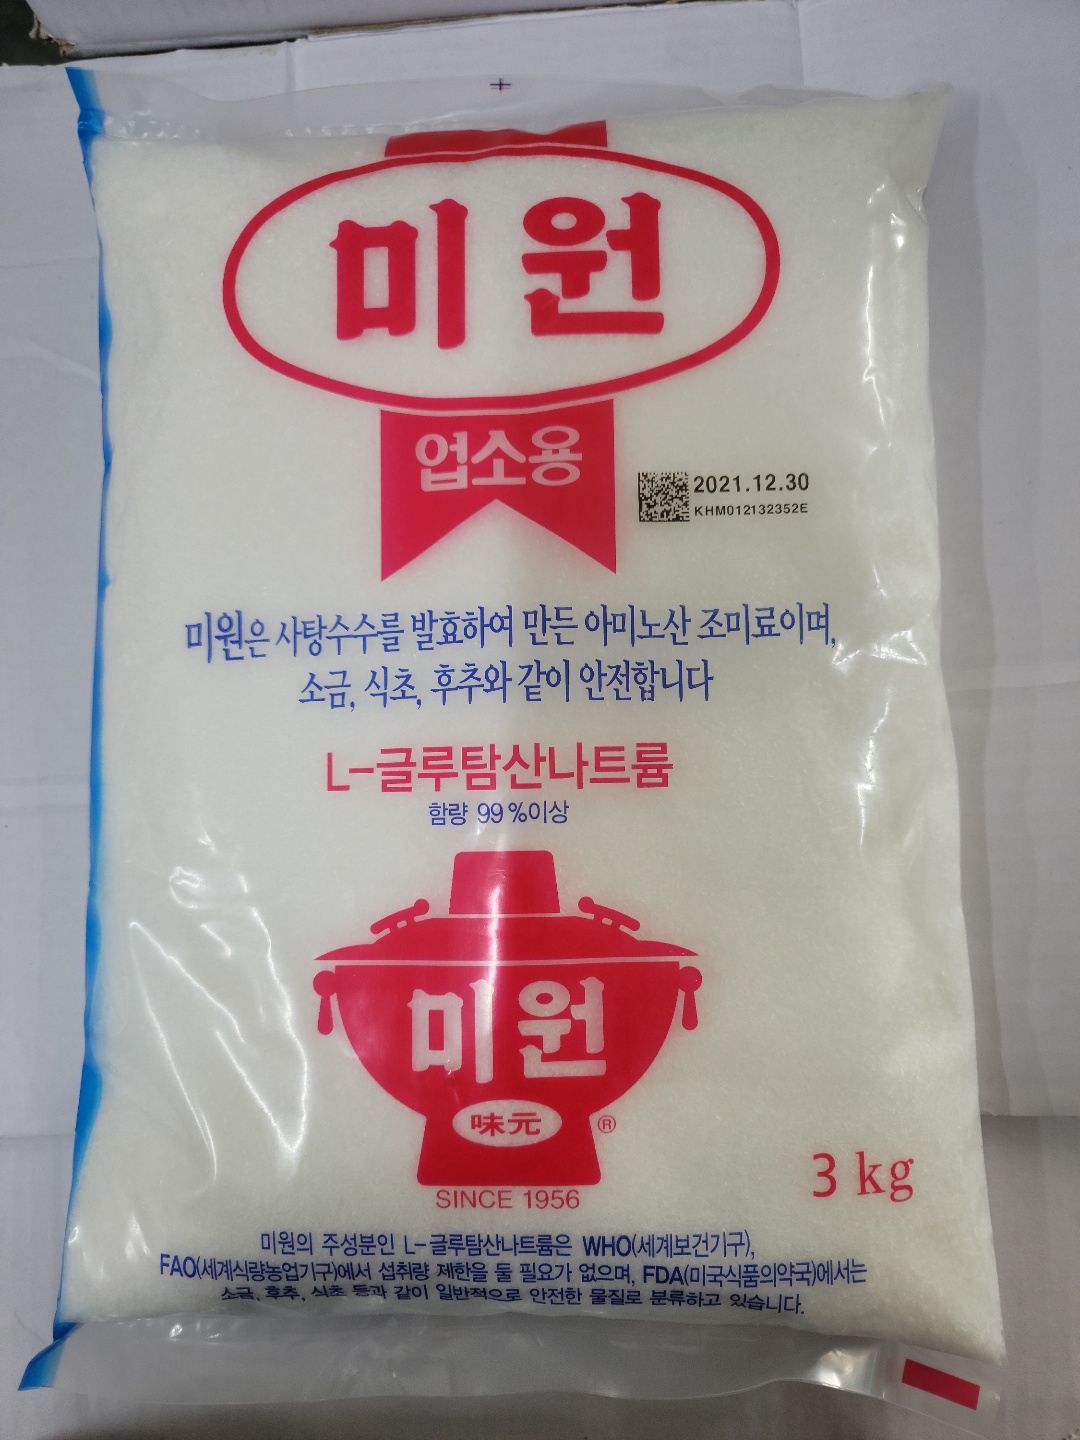 미원
업소용
2021.12.30
KHM012132352E
미원은 사탕수수를 발효하여 만든 아미노산 조미료이며,
소금, 식초, 후추와 같이 안전합니다
L-글루탐산나트륨
함량 99%이상
미원
味元 ®
SINCE 1956
3 kg
미원의 주성분인 L-글루탐산나트륨은 WHO(세계보건기구),
FAO(세계식량농업기구)에서 섭취량 제한을 둘 필요가 없으며, FDA(미국식품의약국)에서는
소금, 후추, 식초 등과 같이 일반적으로 안전한 물질로 분류하고 있습니다.